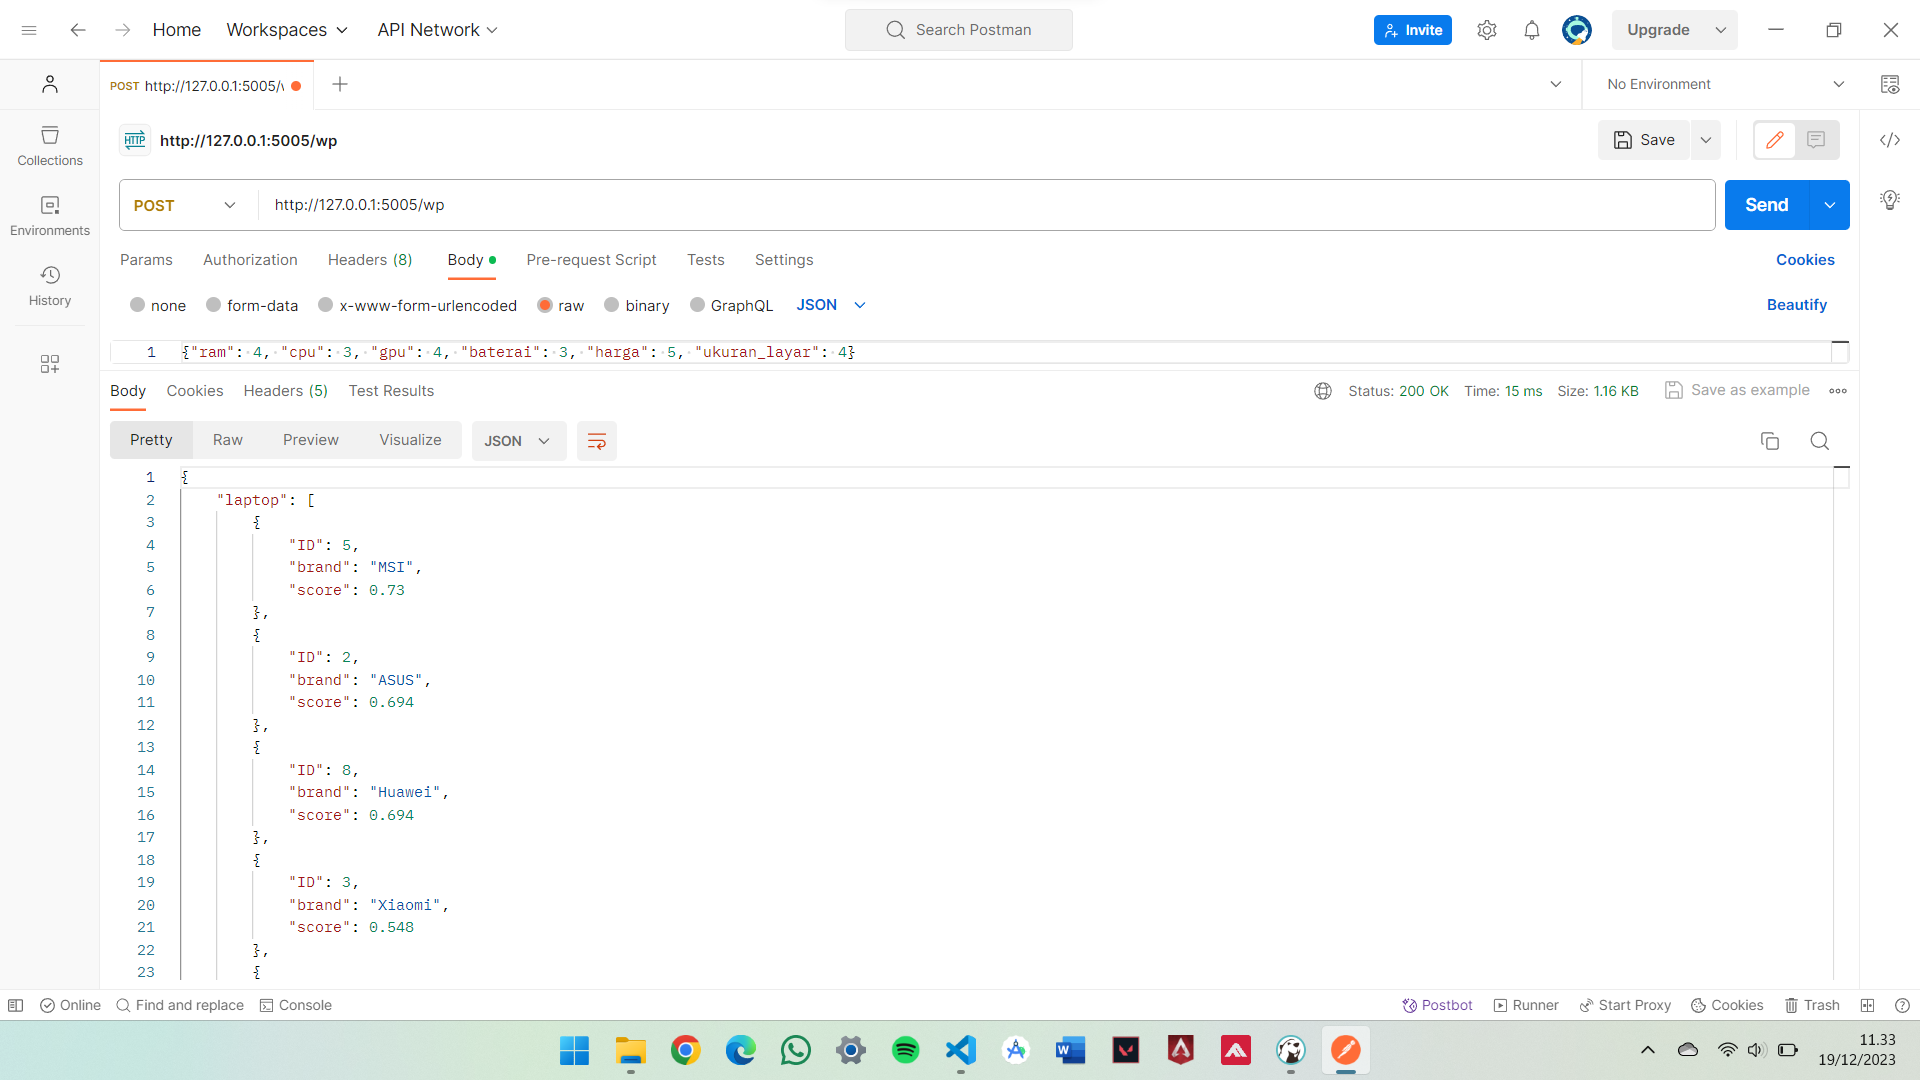 Home Workspaces API Network Search Postman Invite Upgrade
POST http://127.0.0.1:5005/w No Environment
HTTP http://127.0.0.1:5005/wp Save
Collections
POST http://127.0.0.1:5005/wp Send
Environments
Params Authorization Headers (8) Body Pre-request Script Tests Settings Cookies
History
none form-data x-www-form-urlencoded raw binary GraphQL JSON Beautify
1 {"ram": 4, "cpu": 3, "gpu": 4, "baterai": 3, "harga": 5, "ukuran_layar": 4}
Body Cookies Headers (5) Test Results Status: 200 OK Time: 15 ms Size: 1.16 KB Save as example
Pretty Raw Preview Visualize JSON
1 {
2 "laptop": [
3 {
4 "ID": 5,
5 "brand": "MSI",
6 "score": 0.73
7 },
8 {
9 "ID": 2,
10 "brand": "ASUS",
11 "score": 0.694
12 },
13 {
14 "ID": 8,
15 "brand": "Huawei",
16 "score": 0.694
17 },
18 {
19 "ID": 3,
20 "brand": "Xiaomi",
21 "score": 0.548
22 },
23 {
Online Find and replace Console Postbot Runner Start Proxy Cookies Trash
11.33
19/12/2023